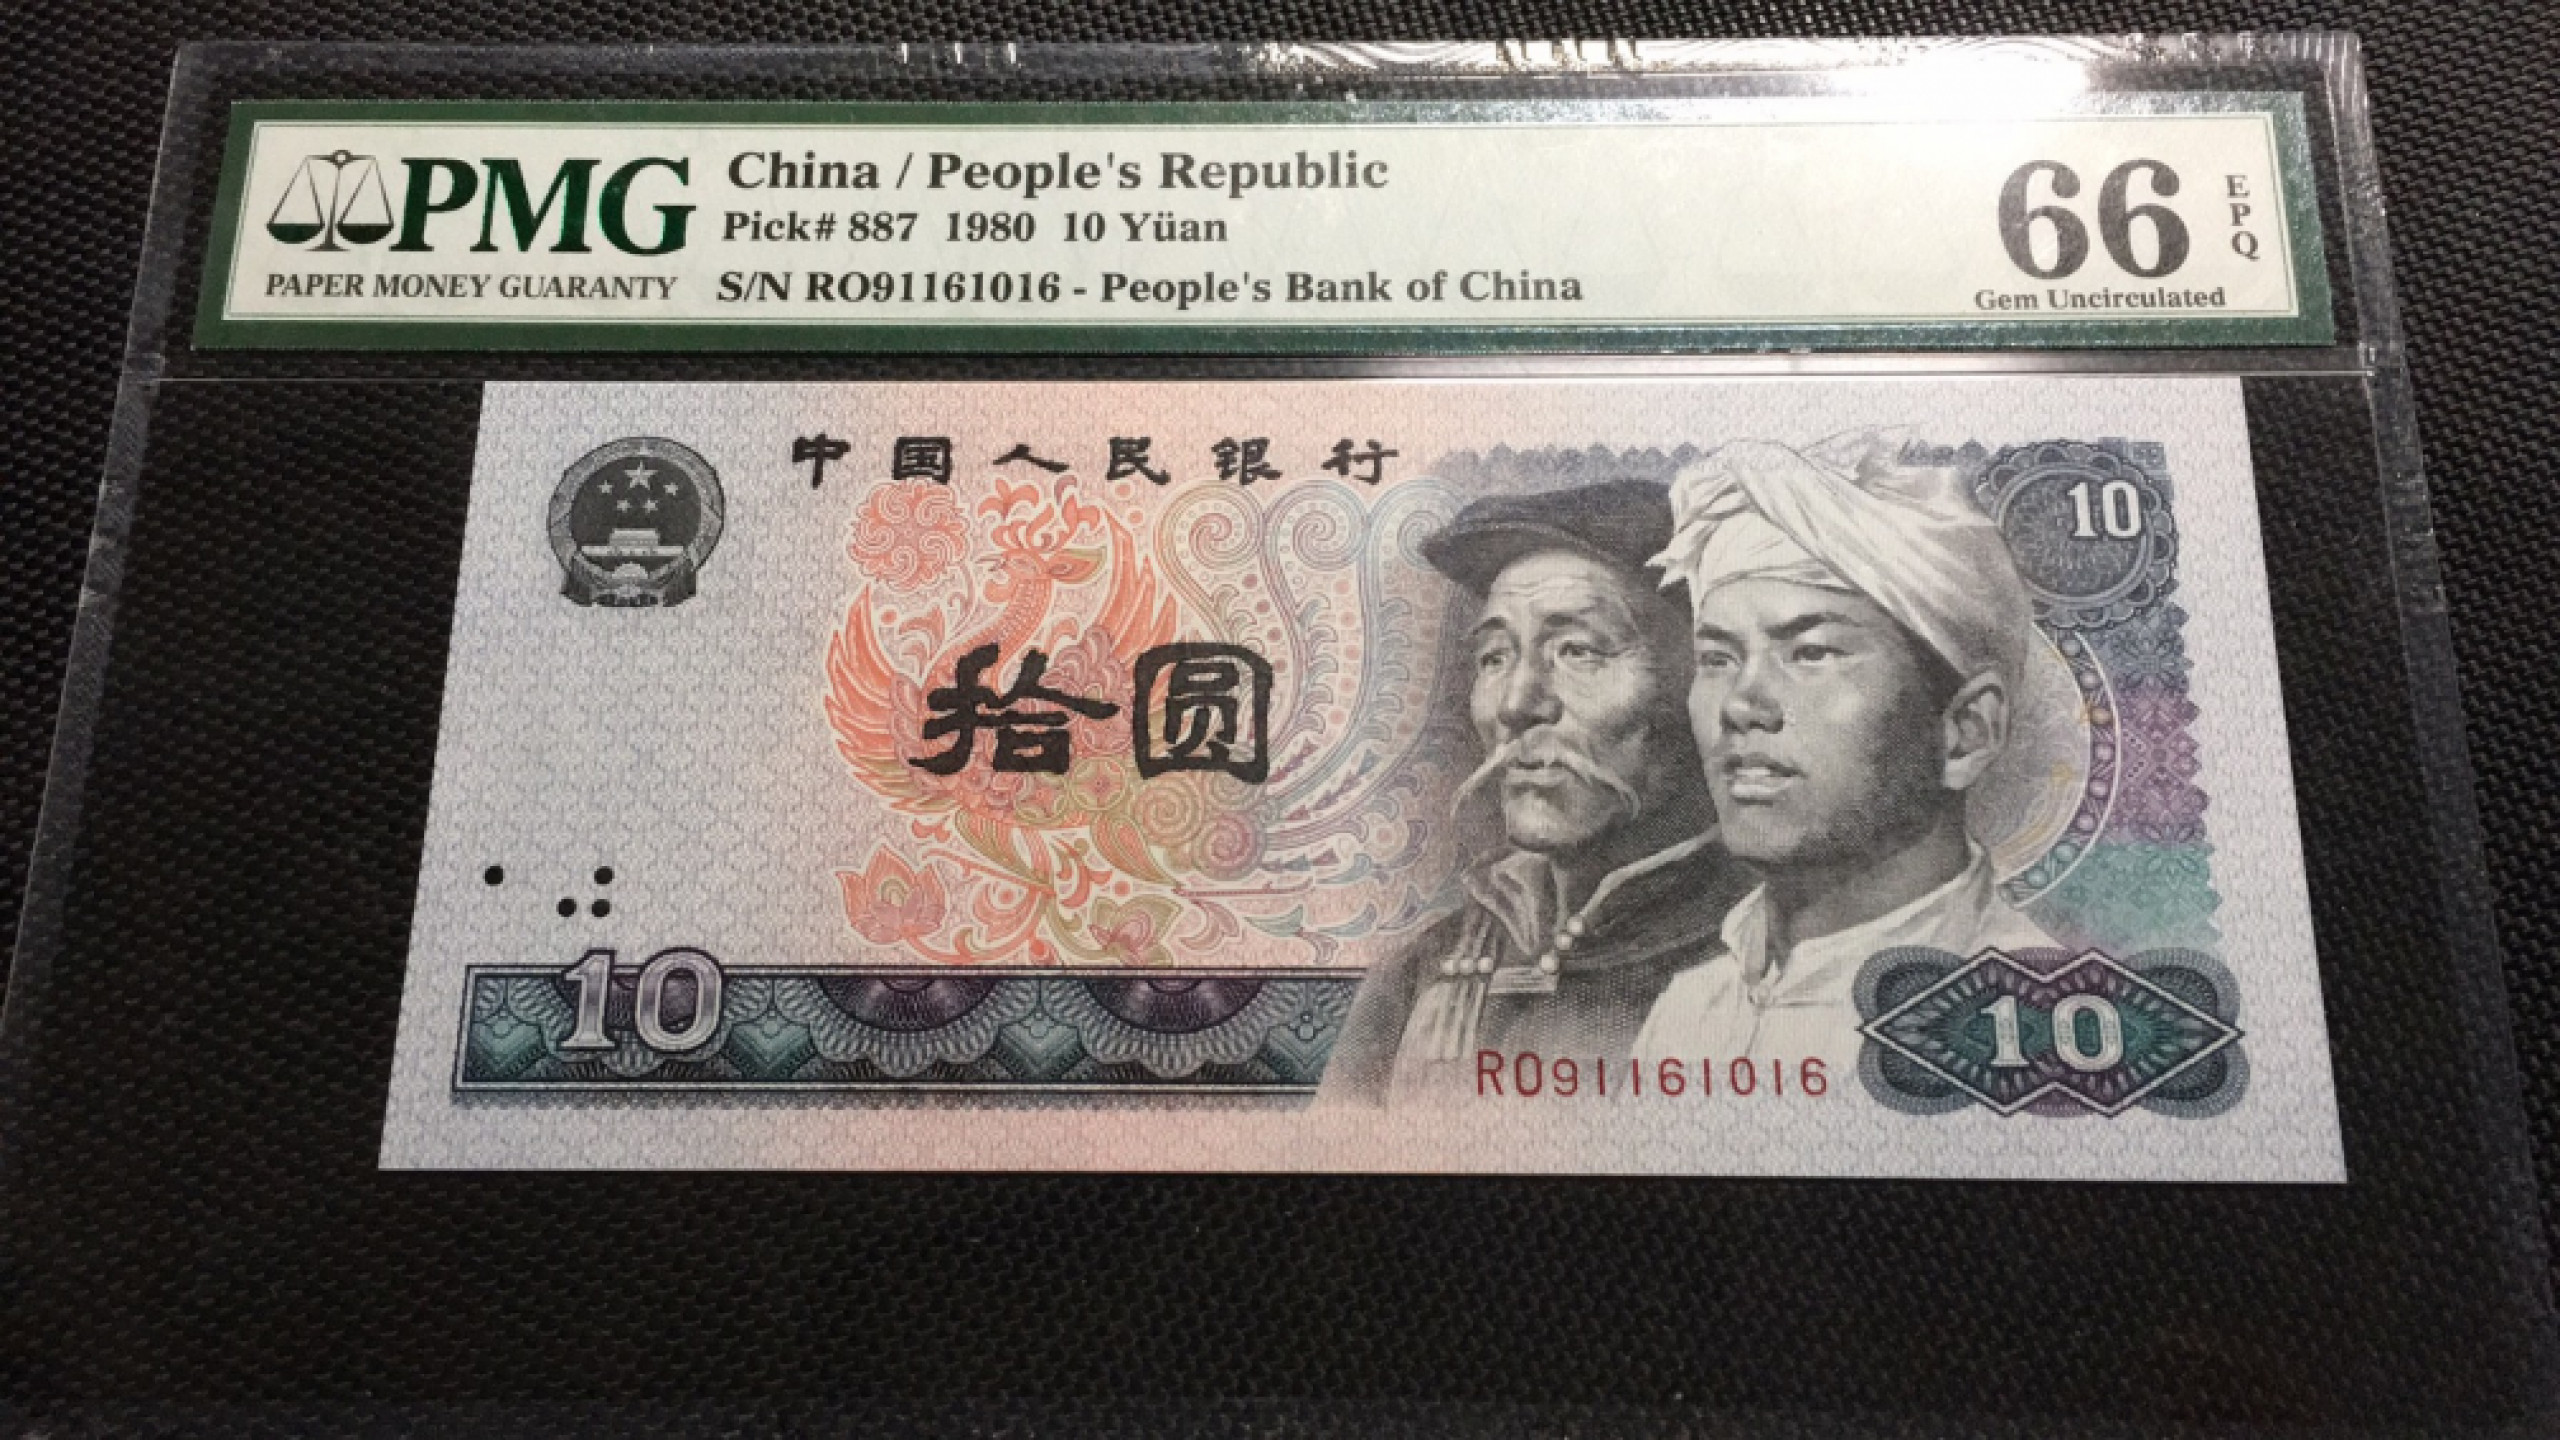 PMG
PAPER MONEY GUARANTY
China / People's Republic
Pick# 887 1980 10 Yüan
S/N RO91161016 - People's Bank of China
66
EPQ
Gem Uncirculated
中国人民银行
10
拾圆
10
RO91161016
10